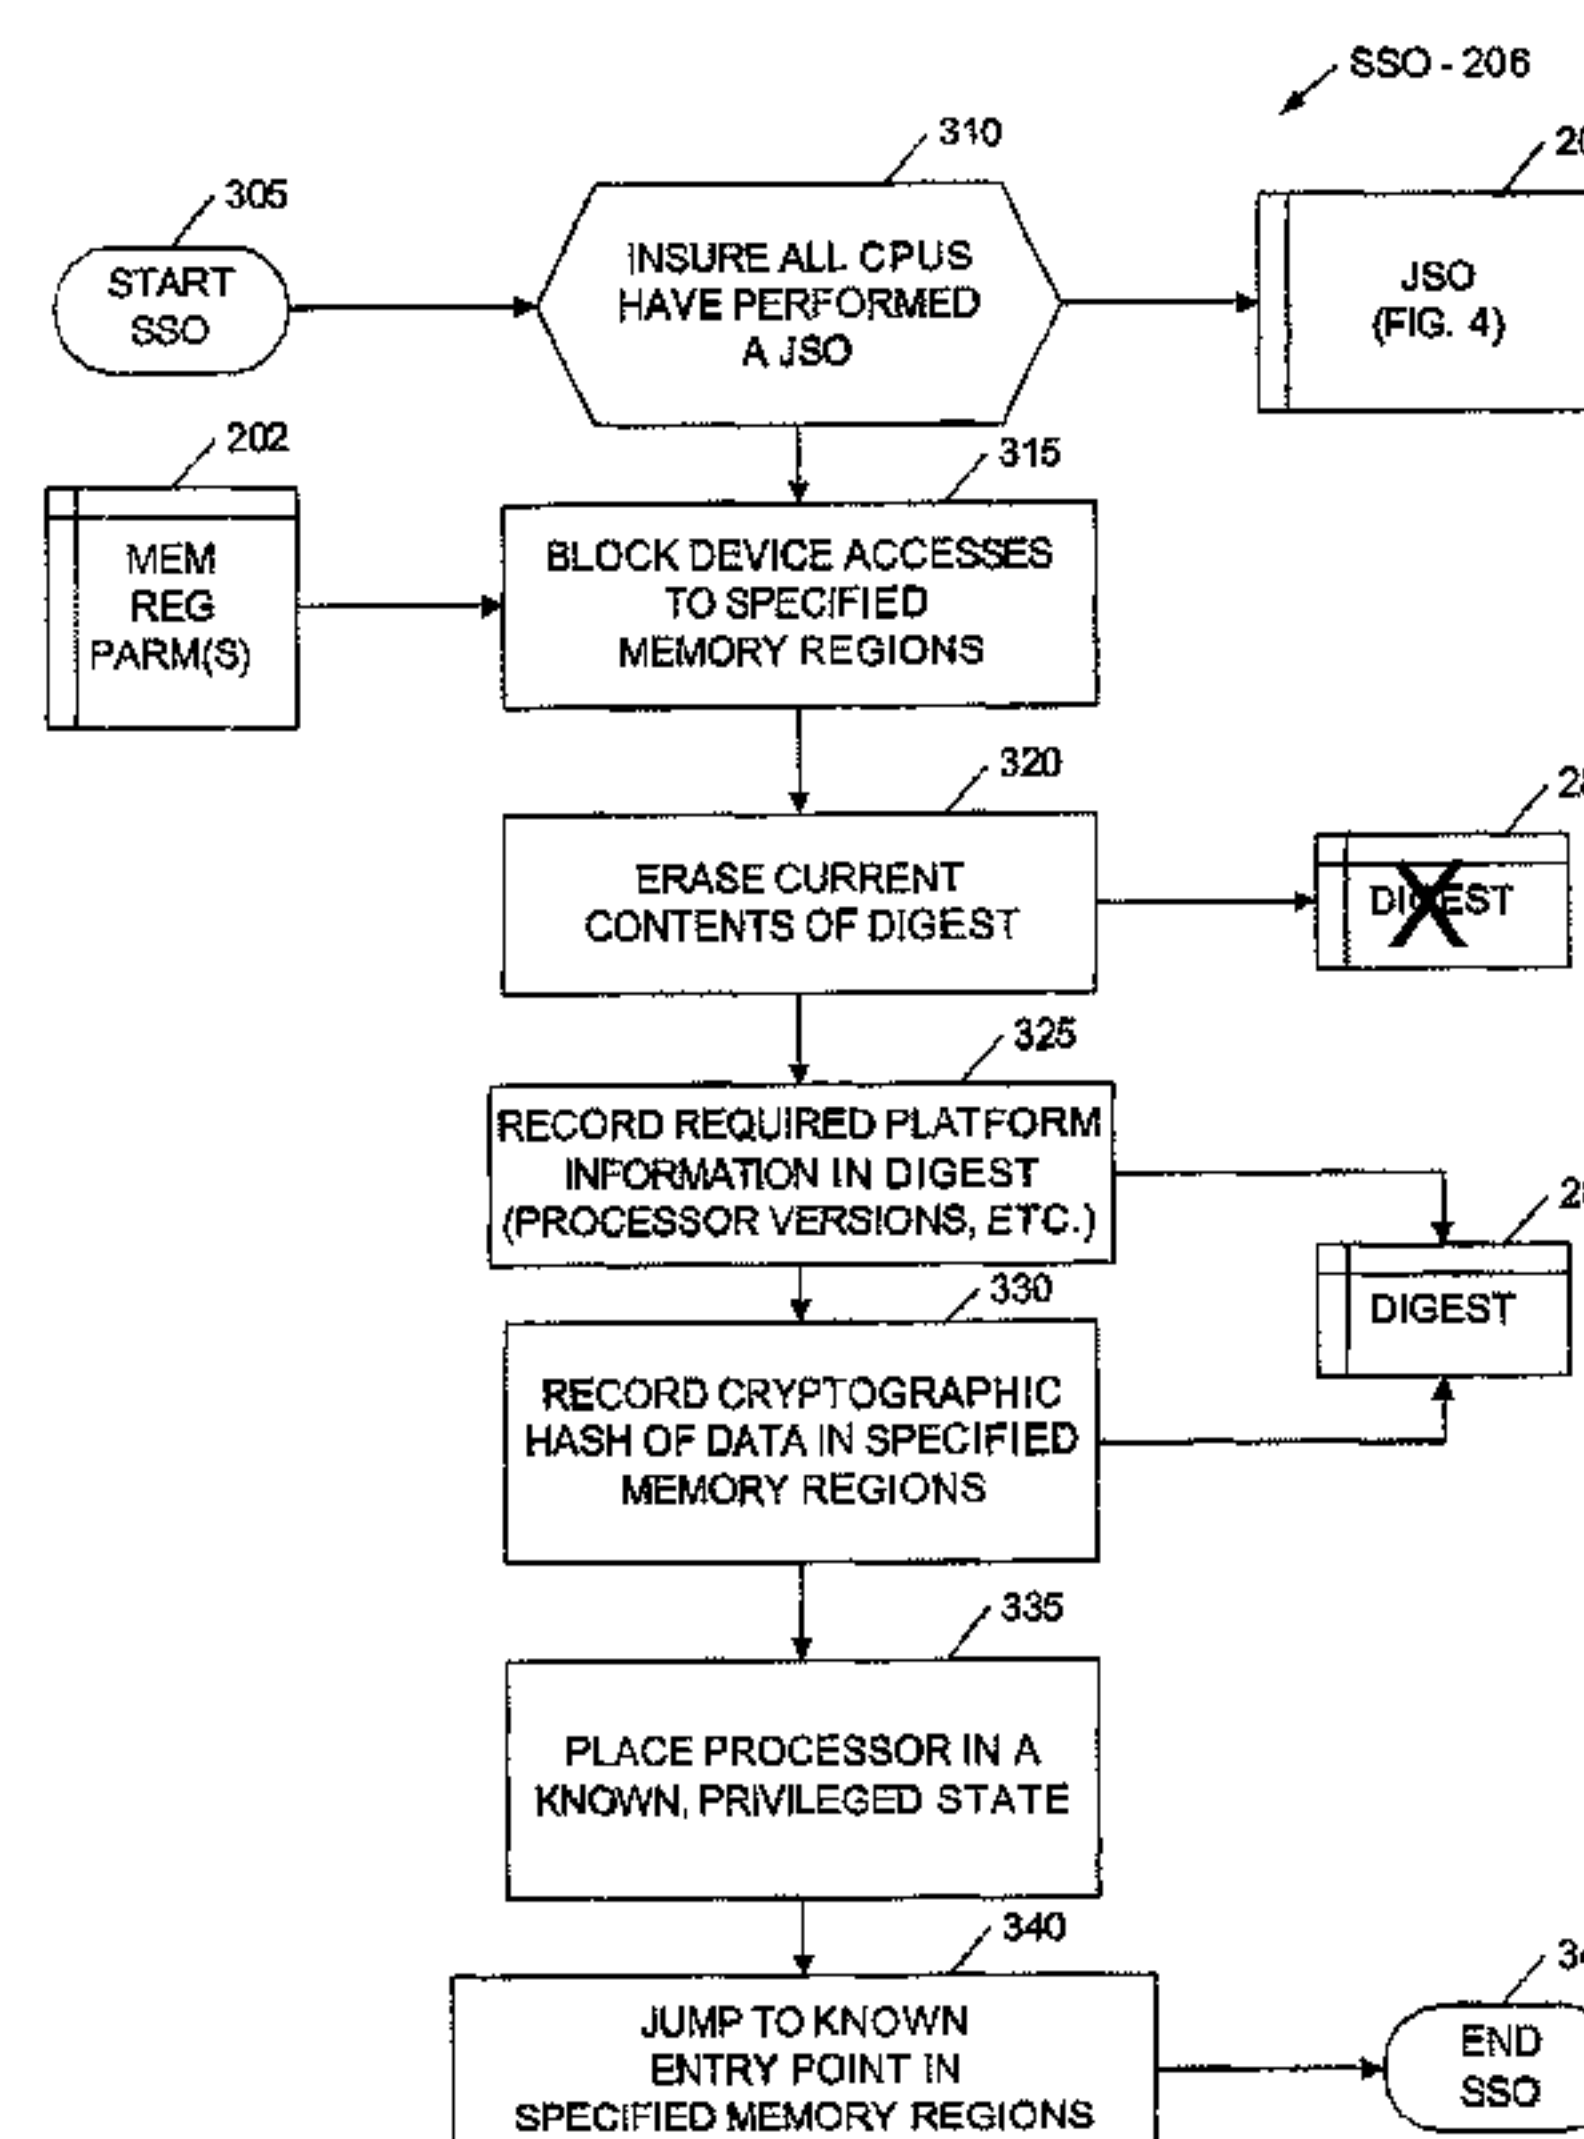 SSO - 206
310
305
START
SSO
INSURE ALL CPUS
HAVE PERFORMED
A JSO
JSO
(FIG. 4)
202
315
MEM
REG
PARM(S)
BLOCK DEVICE ACCESSES
TO SPECIFIED
MEMORY REGIONS
320
ERASE CURRENT
CONTENTS OF DIGEST
DIGEST
325
RECORD REQUIRED PLATFORM
INFORMATION IN DIGEST
(PROCESSOR VERSIONS, ETC.)
330
DIGEST
RECORD CRYPTOGRAPHIC
HASH OF DATA IN SPECIFIED
MEMORY REGIONS
335
PLACE PROCESSOR IN A
KNOWN, PRIVILEGED STATE
340
JUMP TO KNOWN
ENTRY POINT IN
SPECIFIED MEMORY REGIONS
END
SSO